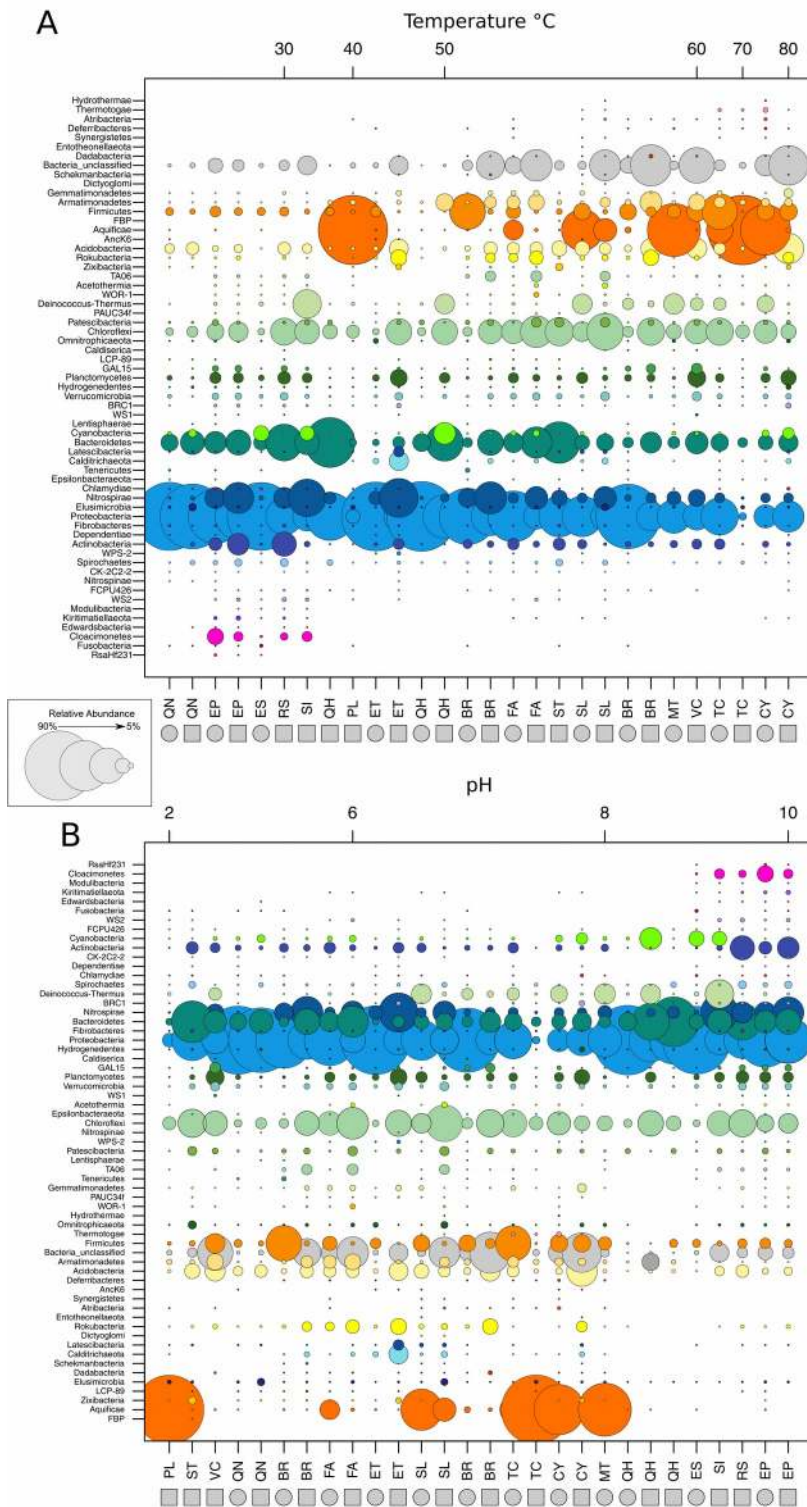 A
Temperature °C
30 40 50 60 70 80
Hydrothermae
Thermotogae
Atribacteria
Deferribacteres
Synergistetes
Entotheonellaeota
Dadabacteria
Bacteria_unclassified
Schekmanbacteria
Dictyoglomi
Gemmatimonadetes
Armatimonadetes
Firmicutes
FBP
Aquificae
AncK6
Acidobacteria
Rokubacteria
Zixibacteria
TA06
Acetothermia
WOR-1
Deinococcus-Thermus
PAUC34f
Patescibacteria
Chloroflexi
Omnitrophicaeota
Caldiserica
LCP-89
GAL15
Planctomycetes
Hydrogenedentes
Verrucomicrobia
BRC1
WS1
Lentisphaerae
Cyanobacteria
Bacteroidetes
Latescibacteria
Calditrichaeota
Tenericutes
Epsilonbacteraeota
Chlamydiae
Nitrospirae
Elusimicrobia
Proteobacteria
Fibrobacteres
Dependentiae
Actinobacteria
WPS-2
Spirochaetes
CK-2C2-2
Nitrospinae
FCPU426
WS2
Modulibacteria
Kiritimatiellaeota
Edwardsbacteria
Cloacimonetes
Fusobacteria
RsaHf231
QN QN EP EP ES RS SI QH PL ET ET QH QH BR BR FA FA ST SL SL BR BR MT VC TC TC CY CY
Relative Abundance
90% 5%
pH
B
2 6 8 10
RsaHf231
Cloacimonetes
Modulibacteria
Kiritimatiellaeota
Edwardsbacteria
Fusobacteria
WS2
FCPU426
Cyanobacteria
Actinobacteria
CK-2C2-2
Dependentiae
Chlamydiae
Spirochaetes
Deinococcus-Thermus
BRC1
Nitrospirae
Bacteroidetes
Fibrobacteres
Proteobacteria
Hydrogenedentes
Caldiserica
GAL15
Planctomycetes
Verrucomicrobia
WS1
Acetothermia
Epsilonbacteraeota
Chloroflexi
Nitrospinae
WPS-2
Patescibacteria
Lentisphaerae
TA06
Tenericutes
Gemmatimonadetes
PAUC34f
WOR-1
Hydrothermae
Omnitrophicaeota
Thermotogae
Firmicutes
Bacteria_unclassified
Armatimonadetes
Acidobacteria
Deferribacteres
AncK6
Synergistetes
Atribacteria
Entotheonellaeota
Rokubacteria
Dictyoglomi
Latescibacteria
Calditrichaeota
Schekmanbacteria
Dadabacteria
Elusimicrobia
LCP-89
Zixibacteria
Aquificae
FBP
PL ST VC QN QN BR BR FA FA ET ET SL SL BR BR TC TC CY CY MT QH QH QH ES SI RS EP EP